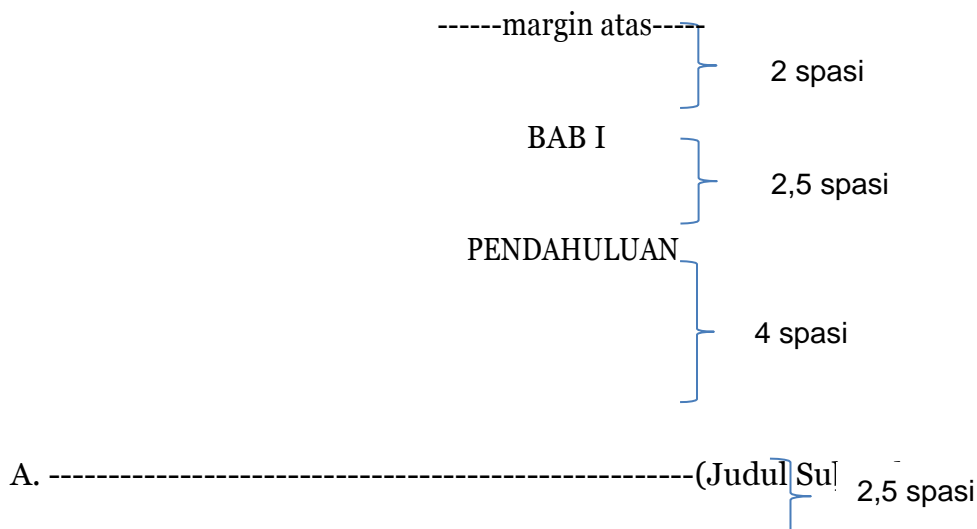 ------margin atas-----
2 spasi
BAB I
2,5 spasi
PENDAHULUAN
4 spasi
A. ------------------------------------------------------(Judul
2,5 spasi